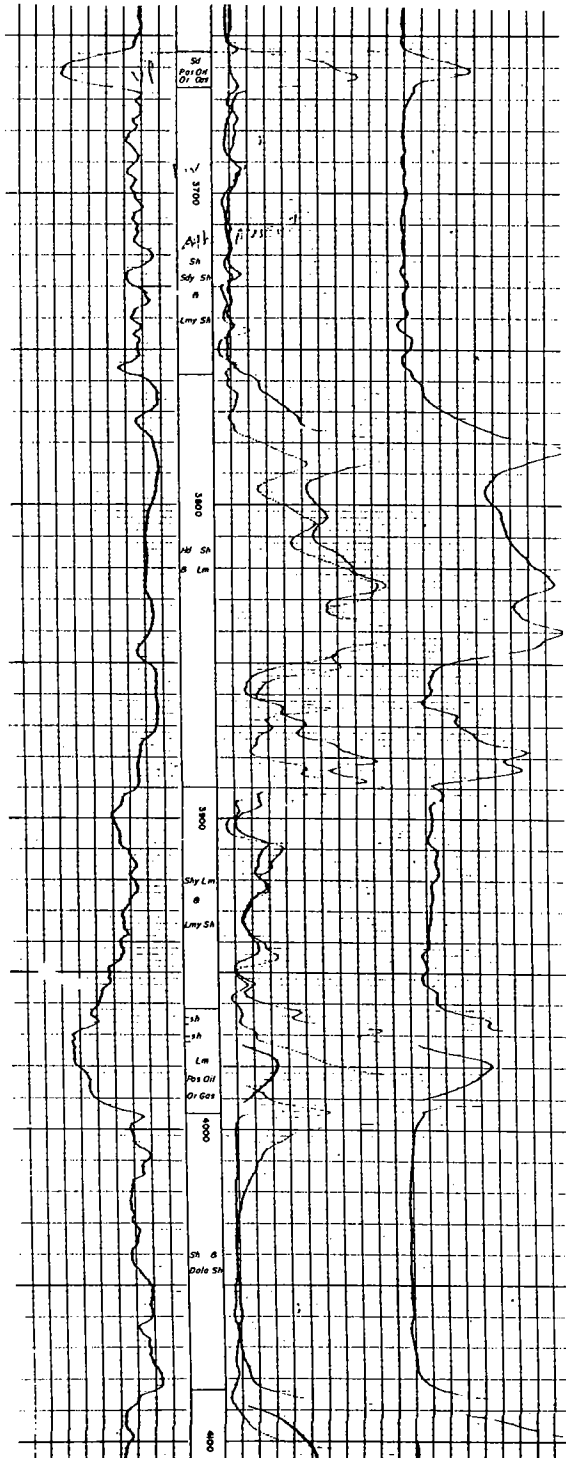 Sd
Pos Oil
Or Gas
3700
Sh
Sdy Sh
&
Lmy Sh
3800
Hd Sh
& Lm
3900
Shy Lm
&
Lmy Sh
sh
sh
Lm
Pos Oil
Or Gas
4000
Sh &
Dolo Sh
4100